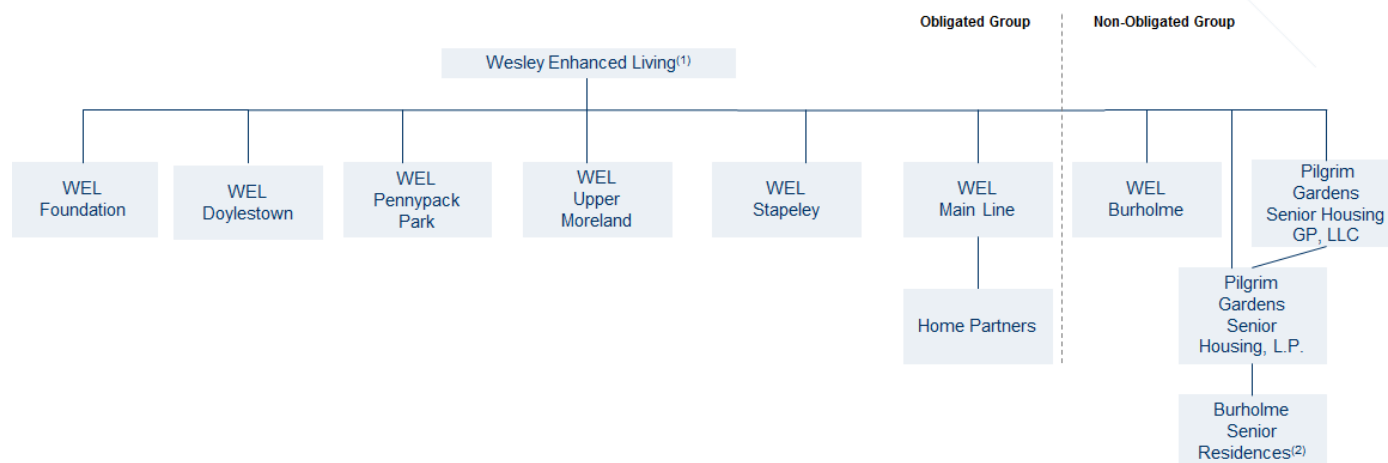 Obligated Group
Non-Obligated Group
Wesley Enhanced Living(1)
WEL
Foundation
WEL
Doylestown
WEL
Pennypack
Park
WEL
Upper
Moreland
WEL
Stapeley
WEL
Main Line
WEL
Burholme
Pilgrim
Gardens
Senior Housing
GP, LLC
Home Partners
Pilgrim
Gardens
Senior
Housing, L.P.
Burholme
Senior
Residences(2)